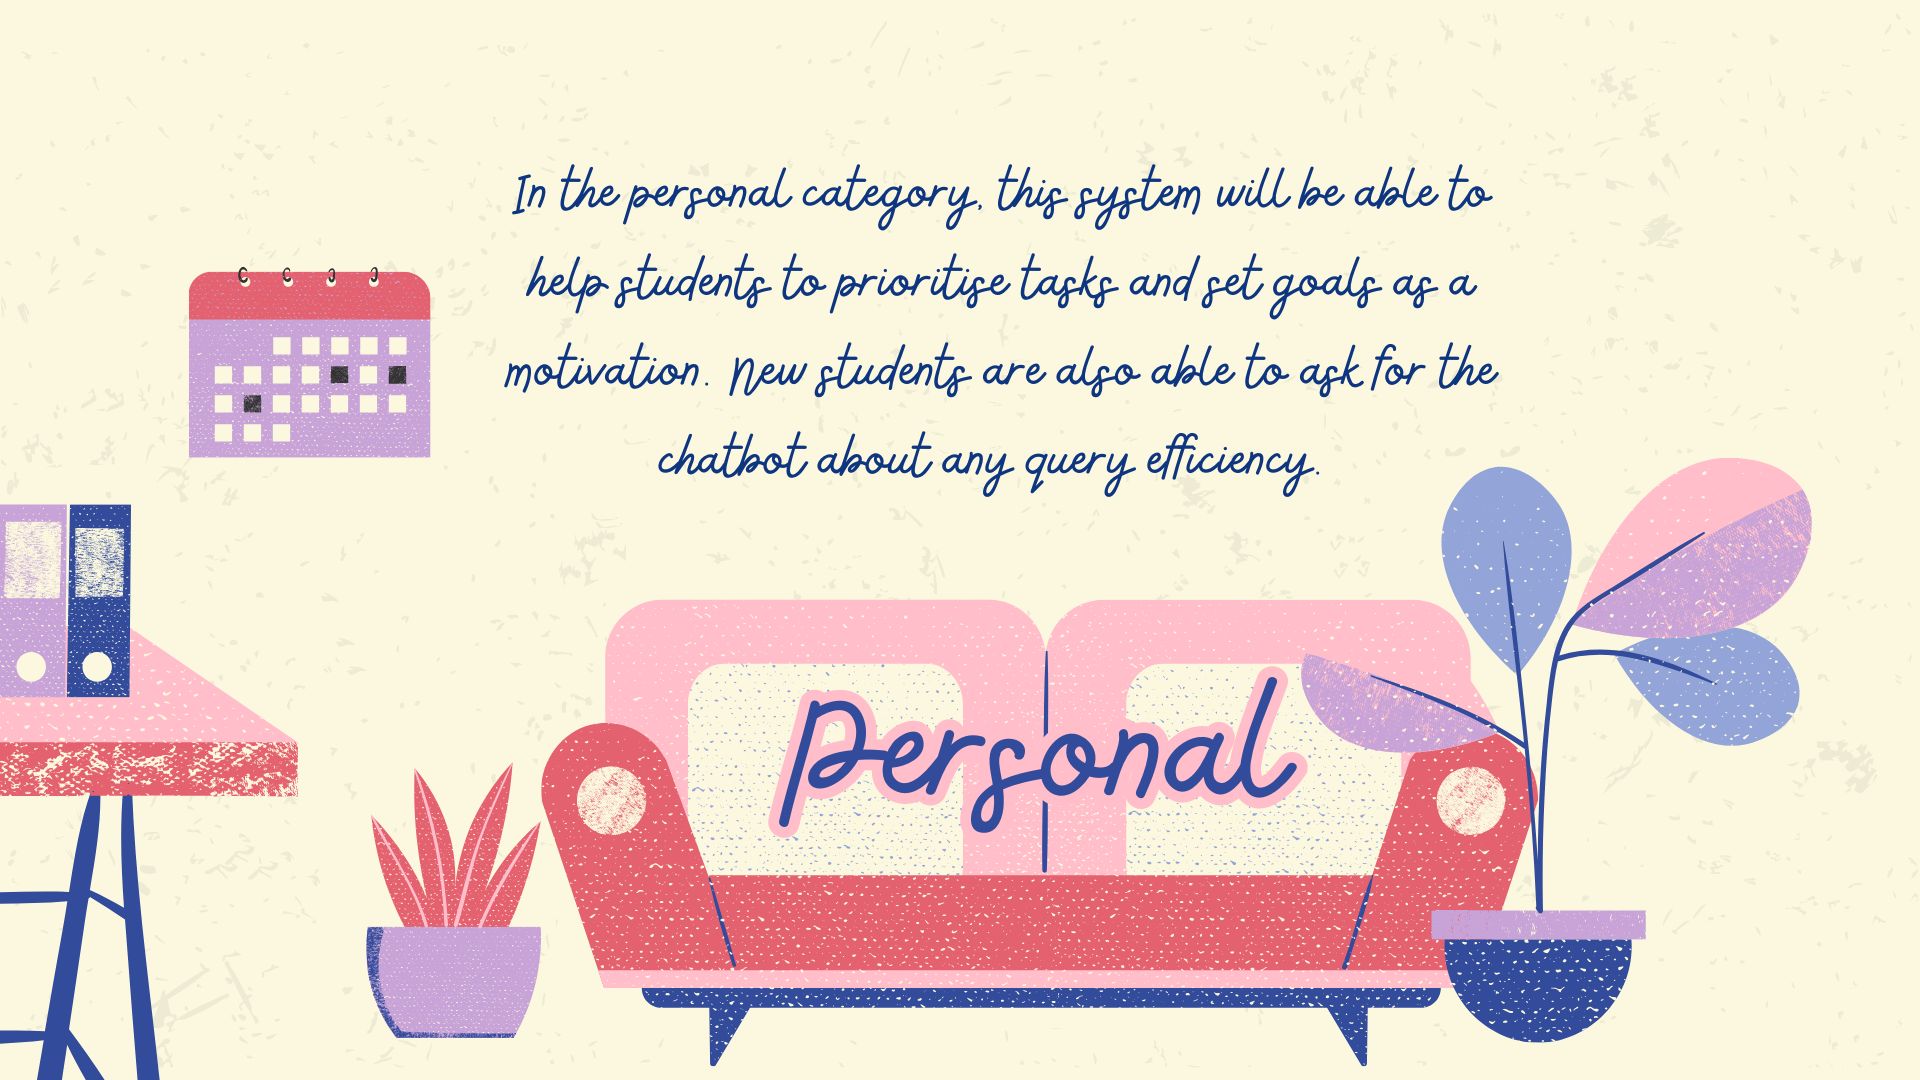 In the personal category, this system will be able to
help students to prioritise tasks and set goals as a
motivation. New students are also able to ask for the
chatbot about any query efficiency.
Personal